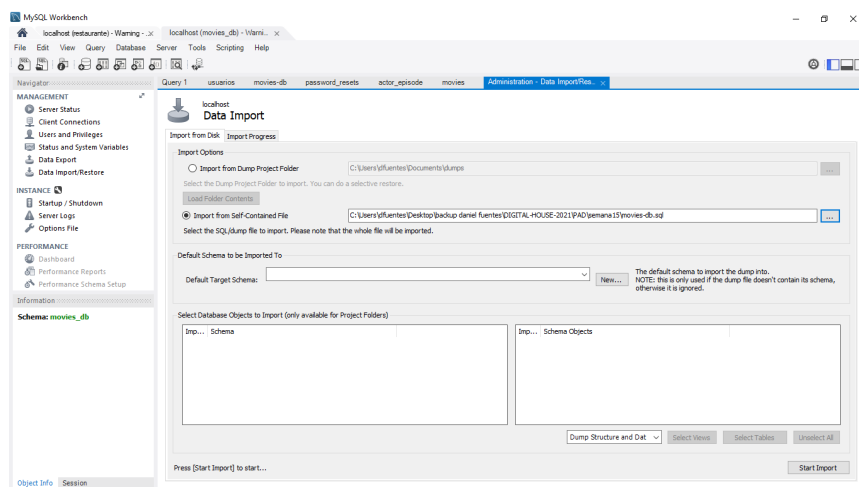 MySQL Workbench
localhost (restaurante) - Warning - ...x
localhost (movies_db) - Warni... x
File Edit View Query Database Server Tools Scripting Help
Navigator
Query 1 usuarios movies-db password_resets actor_episode movies Administration - Data Import/Res... x
MANAGEMENT
Server Status
Client Connections
Users and Privileges
Status and System Variables
Data Export
Data Import/Restore
INSTANCE
Startup / Shutdown
Server Logs
Options File
PERFORMANCE
Dashboard
Performance Reports
Performance Schema Setup
Information
Schema: movies_db
Object Info Session
localhost
Data Import
Import from Disk Import Progress
Import Options
Import from Dump Project Folder C:\Users\dfuentes\Documents\dumps ...
Select the Dump Project Folder to import. You can do a selective restore.
Load Folder Contents
Import from Self-Contained File C:\Users\dfuentes\Desktop\backup daniel fuentes\DIGITAL-HOUSE-2021\PAD\semana15\movies-db.sql ...
Select the SQL/dump file to import. Please note that the whole file will be imported.
Default Schema to be Imported To
Default Target Schema: New...
The default schema to import the dump into.
NOTE: this is only used if the dump file doesn't contain its schema,
otherwise it is ignored.
Select Database Objects to Import (only available for Project Folders)
Imp... Schema
Imp... Schema Objects
Dump Structure and Dat Select Views Select Tables Unselect All
Press [Start Import] to start...
Start Import